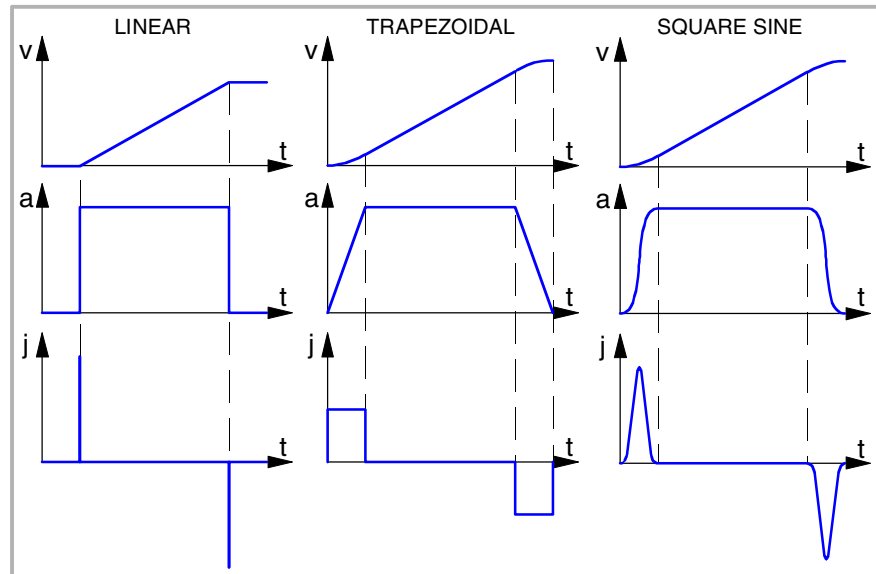 LINEAR TRAPEZOIDAL SQUARE SINE
v v v
t t t
a a a
t t t
j j j
t t t